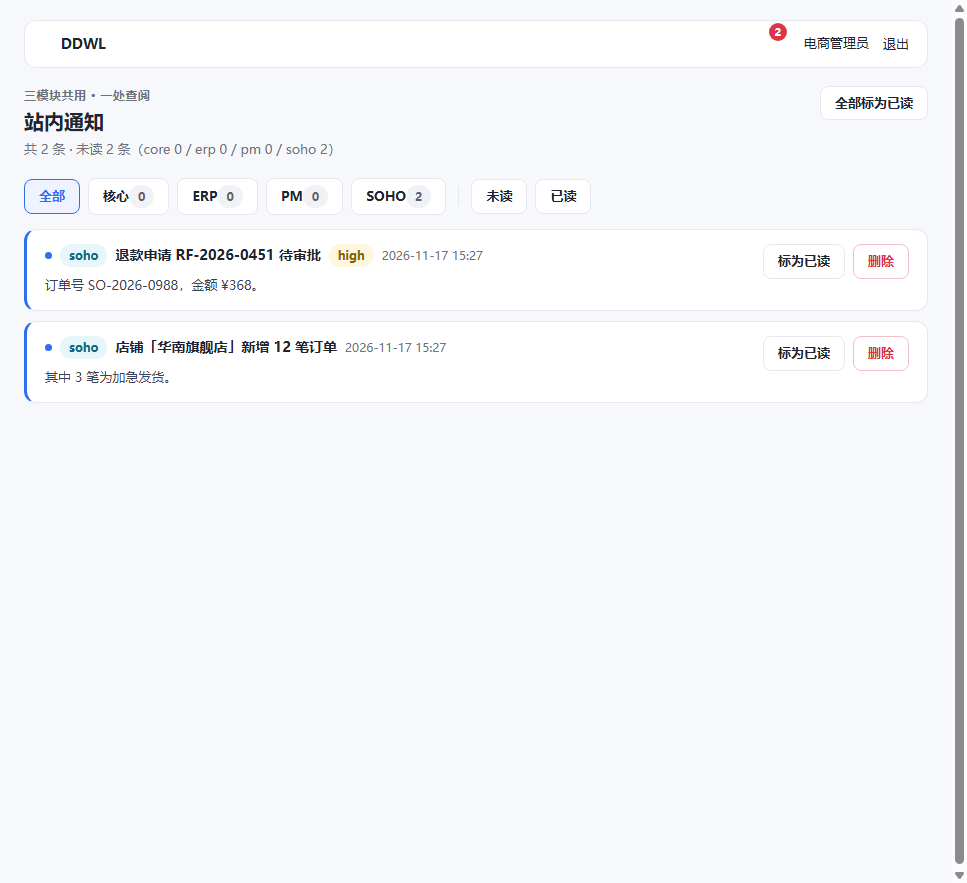 DDWL
2
电商管理员 退出
三模块共用 • 一处查阅
站内通知
共 2 条 · 未读 2 条（core 0 / erp 0 / pm 0 / soho 2）
全部标为已读
全部 核心 0 ERP 0 PM 0 SOHO 2 未读 已读
soho 退款申请 RF-2026-0451 待审批 high 2026-11-17 15:27 标为已读 删除
订单号 SO-2026-0988，金额 ¥368。
soho 店铺「华南旗舰店」新增 12 笔订单 2026-11-17 15:27 标为已读 删除
其中 3 笔为加急发货。